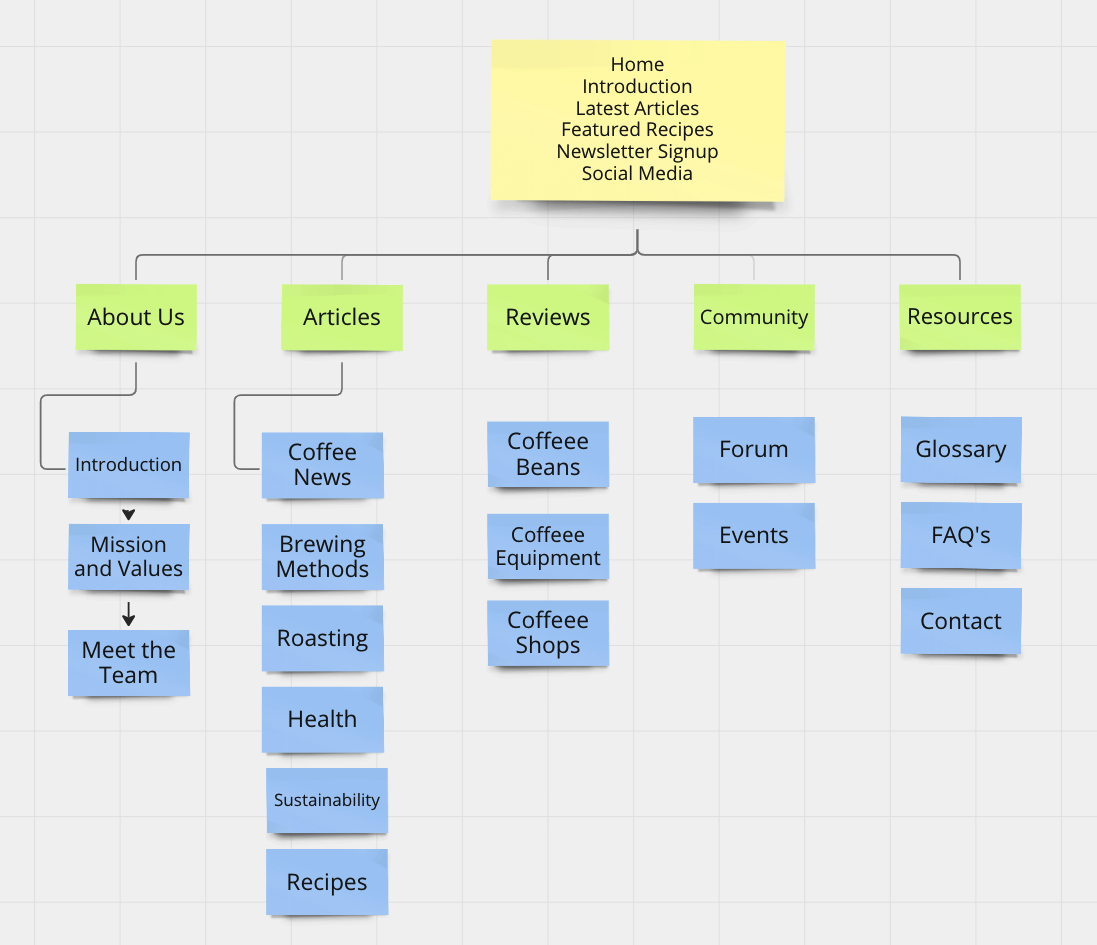 Home
Introduction
Latest Articles
Featured Recipes
Newsletter Signup
Social Media
About Us
Articles
Reviews
Community
Resources
Introduction
Mission
and Values
Meet the
Team
Coffee
News
Brewing
Methods
Roasting
Health
Sustainability
Recipes
Coffeee
Beans
Coffeee
Equipment
Coffeee
Shops
Forum
Events
Glossary
FAQ's
Contact